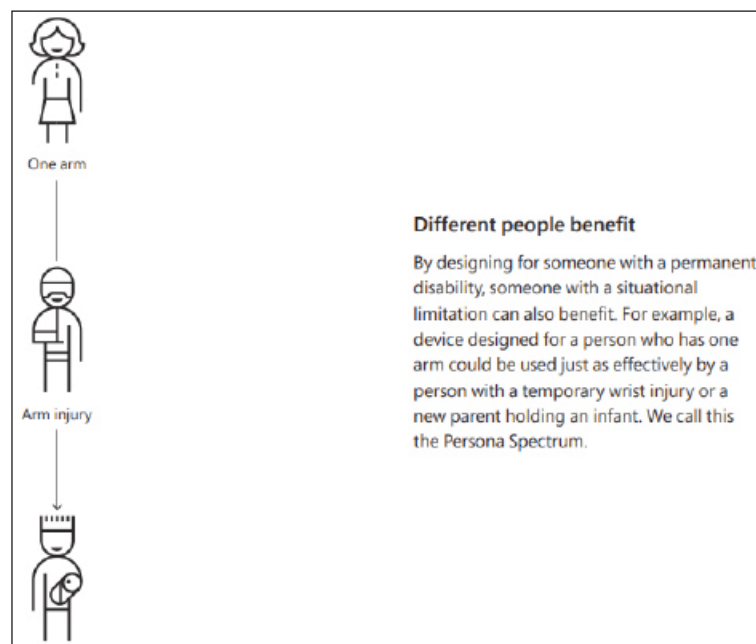 One arm
Arm injury
Different people benefit
By designing for someone with a permanent
disability, someone with a situational
limitation can also benefit. For example, a
device designed for a person who has one
arm could be used just as effectively by a
person with a temporary wrist injury or a
new parent holding an infant. We call this
the Persona Spectrum.